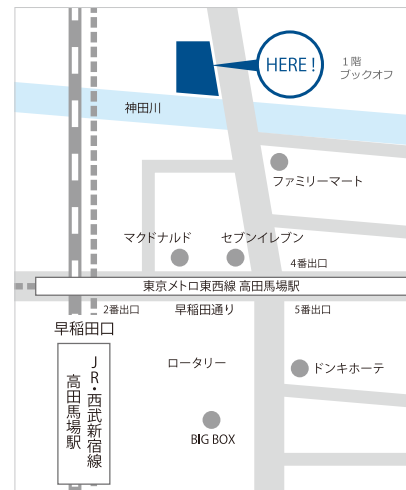 HERE !
1階
ブックオフ
神田川
ファミリーマート
マクドナルド
セブンイレブン
4番出口
東京メトロ東西線 高田馬場駅
2番出口
早稲田通り
5番出口
早稲田口
JR・西武新宿線
高田馬場駅
ロータリー
ドンキホーテ
BIG BOX